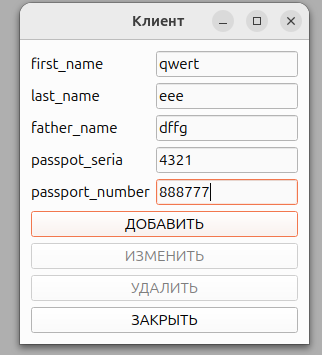 Клиент
first_name qwert
last_name eee
father_name dffg
passpot_seria 4321
passport_number 888777
ДОБАВИТЬ
ИЗМЕНИТЬ
УДАЛИТЬ
ЗАКРЫТЬ